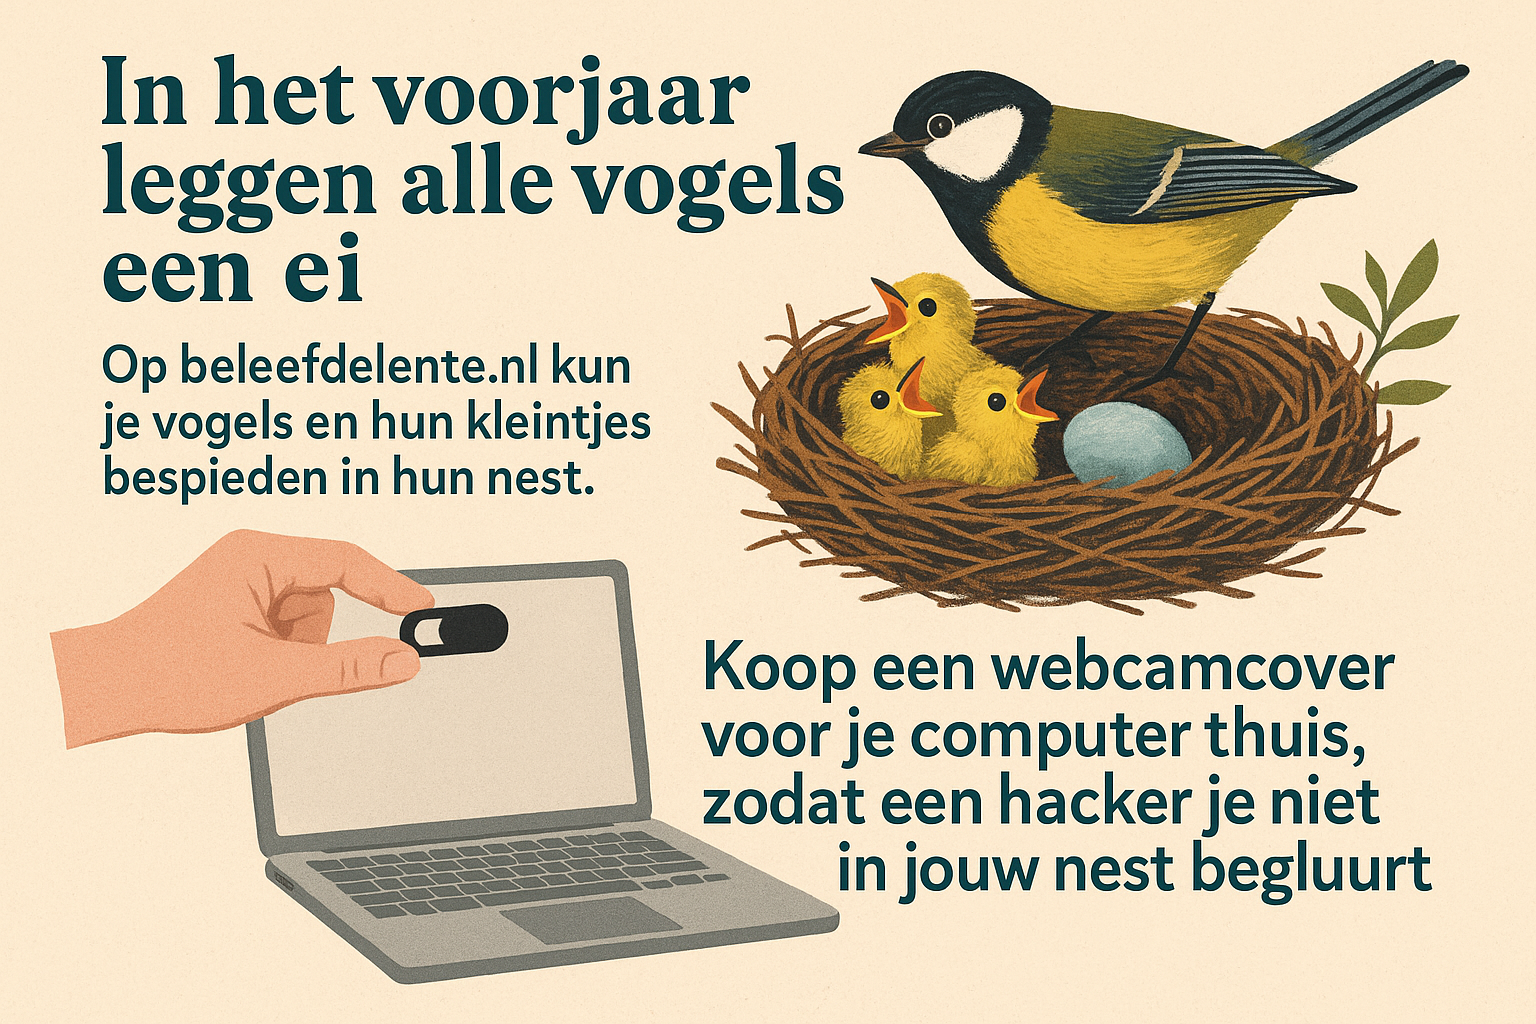 In het voorjaar
leggen alle vogels
een ei
Op beleefdelente.nl kun
je vogels en hun kleintjes
bespieden in hun nest.
Koop een webcamcover
voor je computer thuis,
zodat een hacker je niet
in jouw nest begluurt